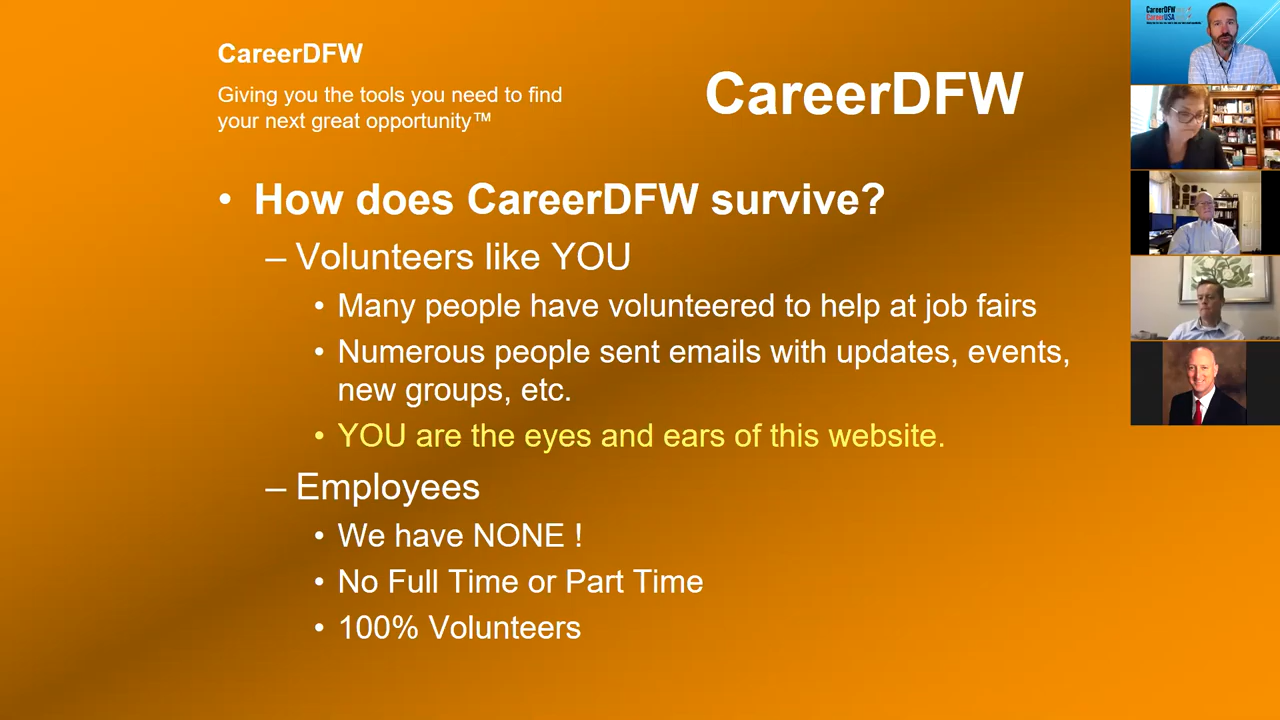 CareerDFW
Giving you the tools you need to find
your next great opportunity™
CareerDFW
• How does CareerDFW survive?
– Volunteers like YOU
• Many people have volunteered to help at job fairs
• Numerous people sent emails with updates, events,
new groups, etc.
• YOU are the eyes and ears of this website.
– Employees
• We have NONE !
• No Full Time or Part Time
• 100% Volunteers
CareerDFW
CareerUSA